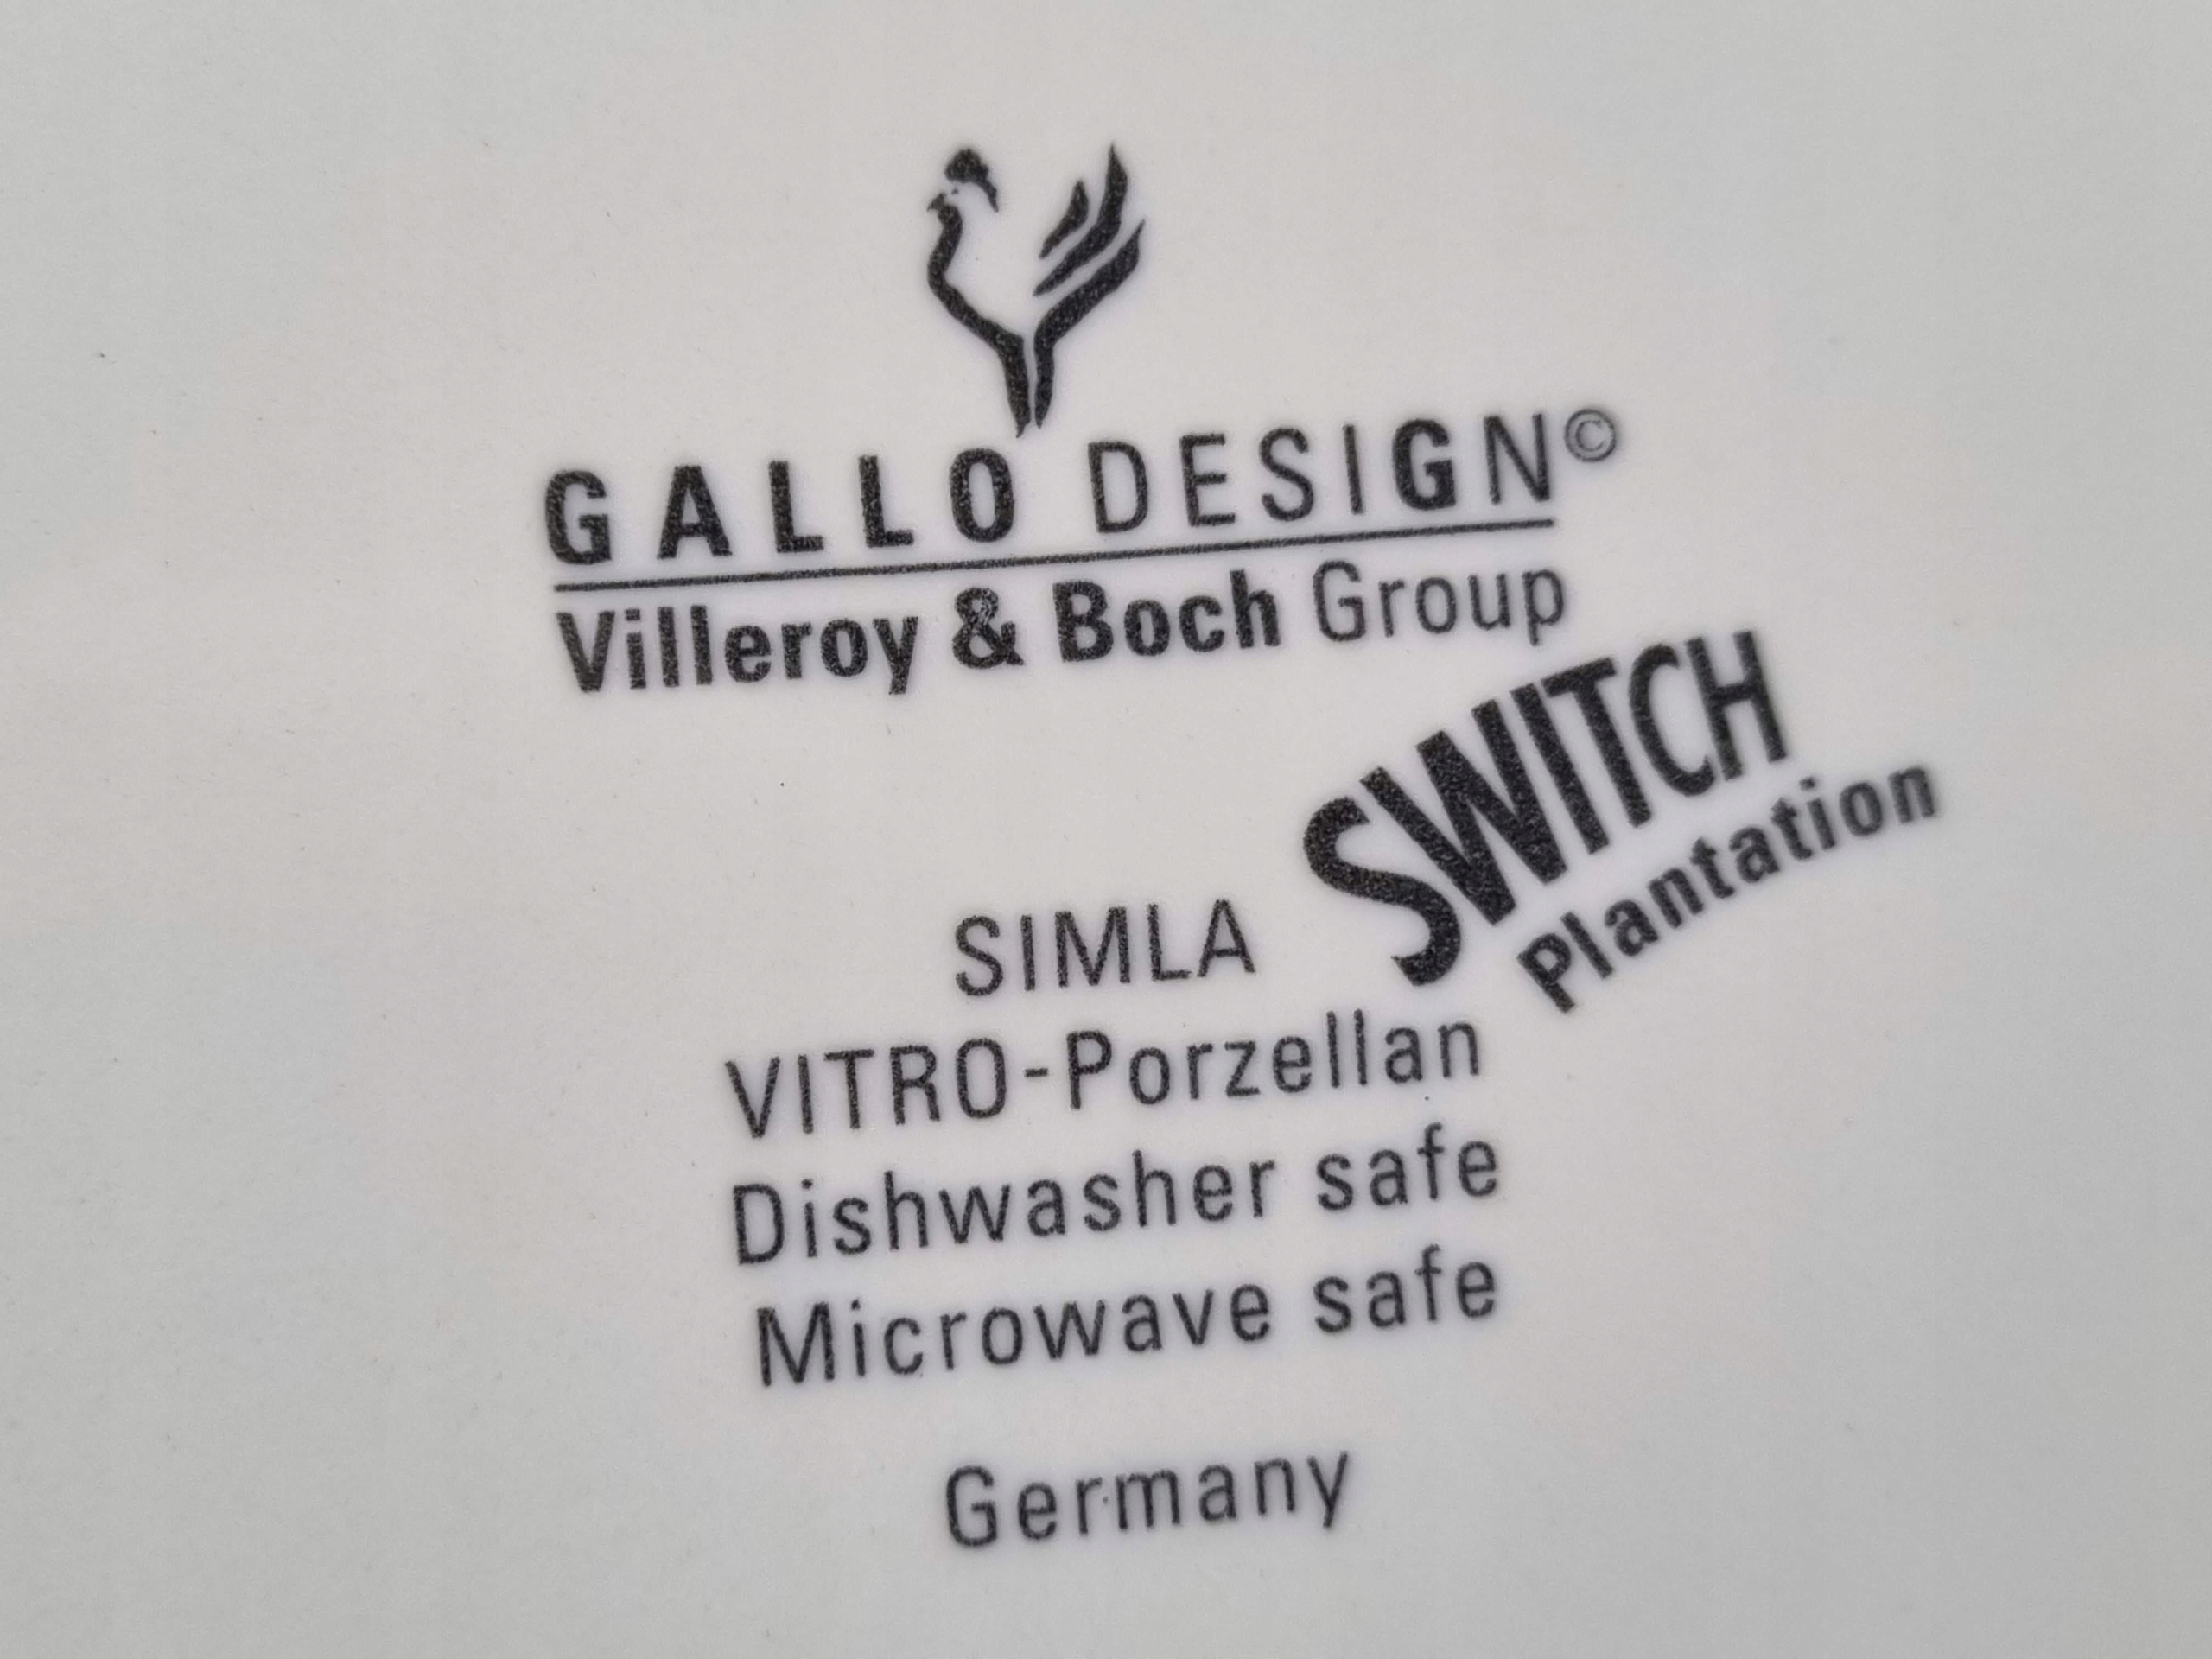 GALLO DESIGN©
Villeroy & Boch Group
SWITCH
Plantation
SIMLA
VITRO-Porzellan
Dishwasher safe
Microwave safe
Germany